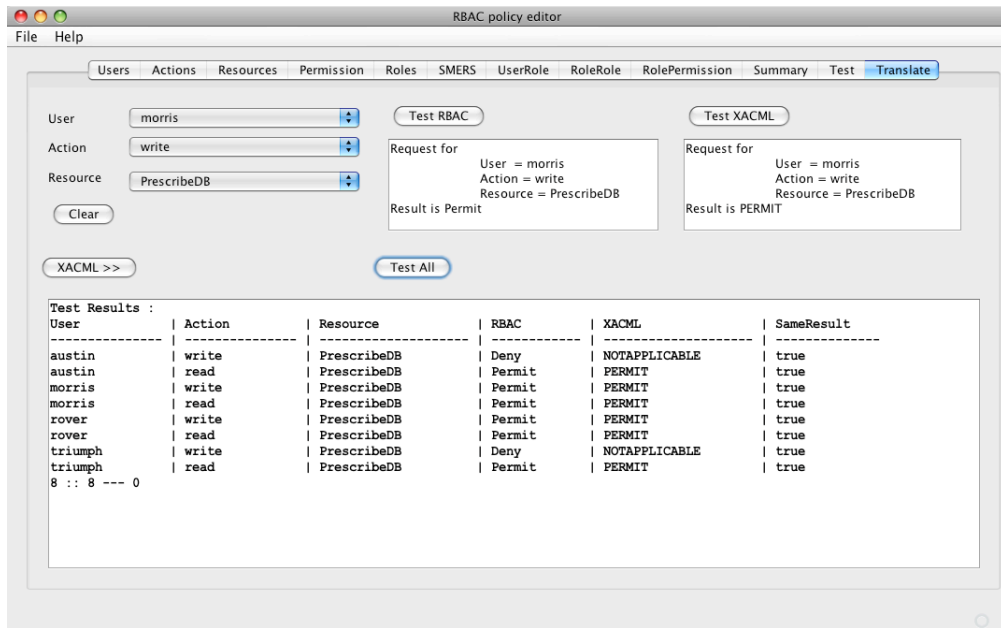 RBAC policy editor
File Help
Users Actions Resources Permission Roles SMERS UserRole RoleRole RolePermission Summary Test Translate
User morris
Action write
Resource PrescribeDB
Clear
Test RBAC
Request for
User = morris
Action = write
Resource = PrescribeDB
Result is Permit
Test XACML
Request for
User = morris
Action = write
Resource = PrescribeDB
Result is PERMIT
XACML >>
Test All
Test Results :
User | Action | Resource | RBAC | XACML | SameResult
--------------- | --------------- | -------------------- | ------------ | -------------------- | --------------
austin | write | PrescribeDB | Deny | NOTAPPLICABLE | true
austin | read | PrescribeDB | Permit | PERMIT | true
morris | write | PrescribeDB | Permit | PERMIT | true
morris | read | PrescribeDB | Permit | PERMIT | true
rover | write | PrescribeDB | Permit | PERMIT | true
rover | read | PrescribeDB | Permit | PERMIT | true
triumph | write | PrescribeDB | Deny | NOTAPPLICABLE | true
triumph | read | PrescribeDB | Permit | PERMIT | true
8 :: 8 --- 0